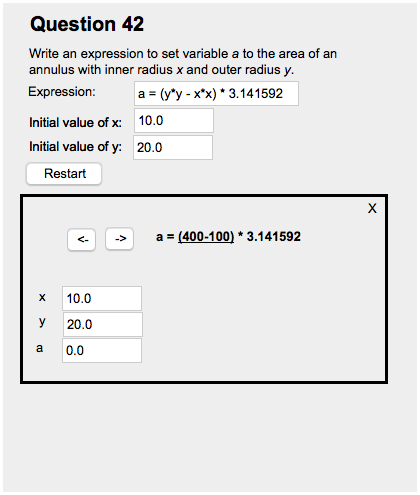 Question 42
Write an expression to set variable a to the area of an
annulus with inner radius x and outer radius y.
Expression: a = (y*y - x*x) * 3.141592
Initial value of x: 10.0
Initial value of y: 20.0
Restart
X
<- -> a = (400-100) * 3.141592
x 10.0
y 20.0
a 0.0